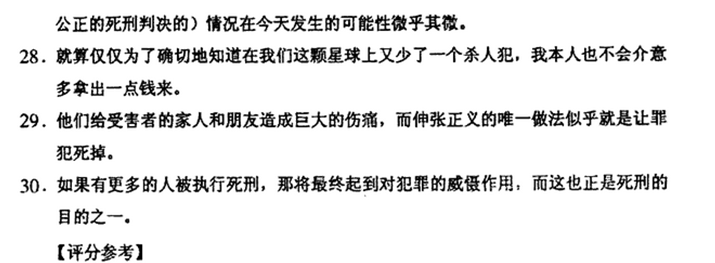 公正的死刑判决的）情况在今天发生的可能性微乎其微。
28．就算仅仅为了确切地知道在我们这颗星球上又少了一个杀人犯，我本人也不会介意
多拿出一点钱来。
29．他们给受害者的家人和朋友造成巨大的伤痛，而伸张正义的唯一做法似乎就是让罪
犯死掉。
30．如果有更多的人被执行死刑，那将最终起到对犯罪的威慑作用；而这也正是死刑的
目的之一。
【评分参考】